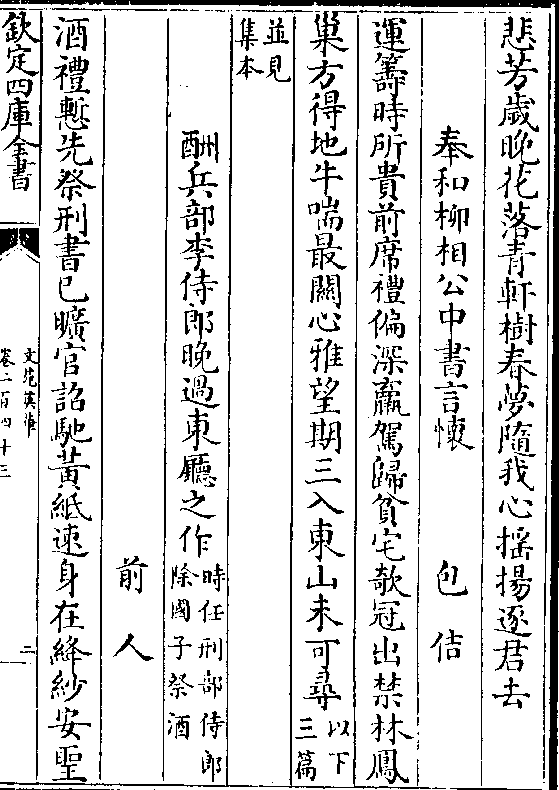 悲芳歲晚花落青軒樹春夢隨我心搖揚逐君去
奉和柳相公中書言懷　包佶
運籌時所貴前席禮偏深羸駕歸貧宅欹冠出禁林鳳
巢方得地牛喘最關心雅望期三入東山未可尋以下三篇
並見集本
酬兵部李侍郎晚過東廳之作時任刑部侍郎除國子祭酒
前人
酒禮慙先祭刑書已曠官詔馳黃紙速身在絳紗安聖
欽定四庫全書
文苑英華
卷二百四十三
二